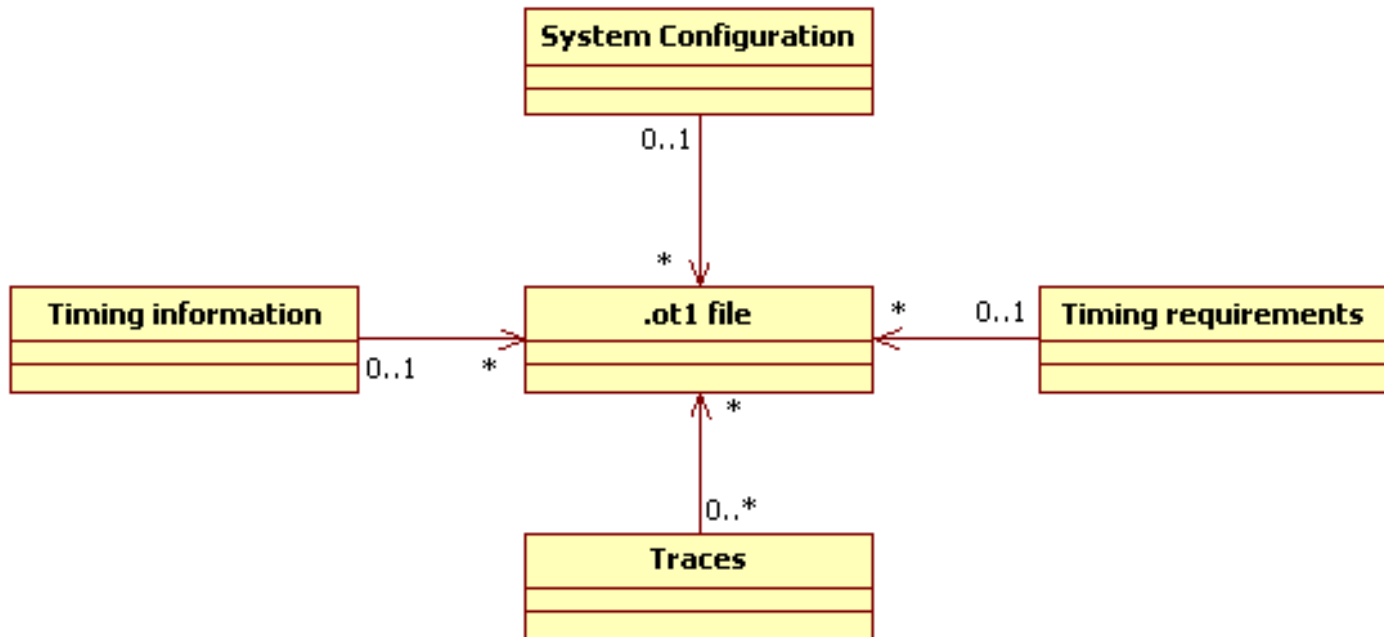 System Configuration
0..1
*
Timing information
0..1
*
.ot1 file
*
0..1
Timing requirements
*
0..*
Traces